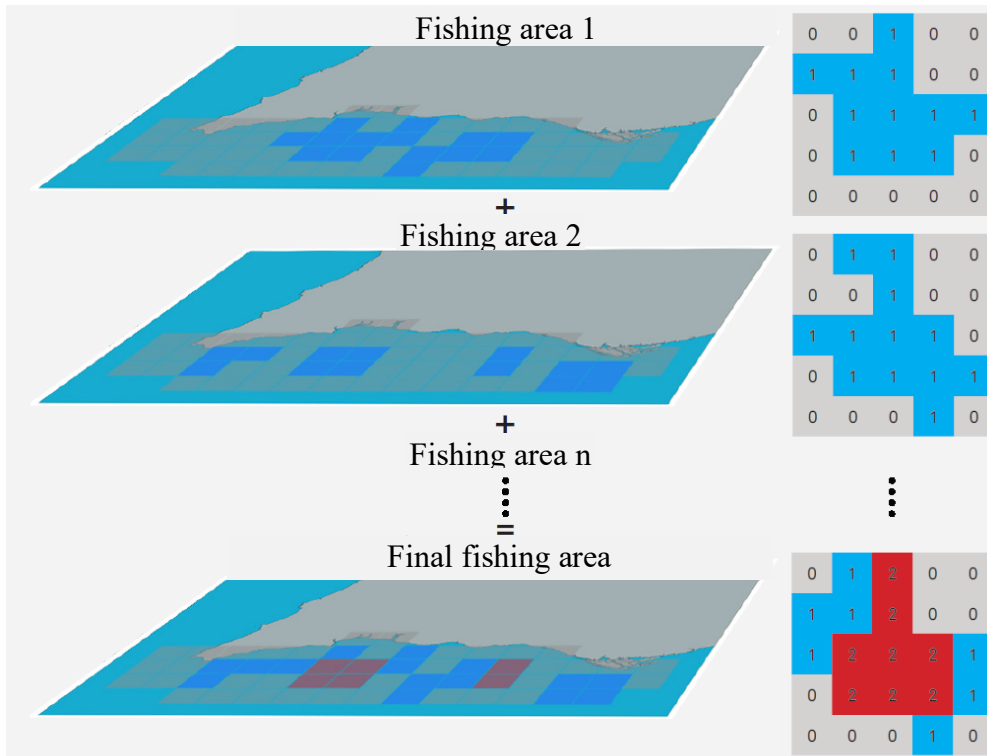 Fishing area 1
0 0 1 0 0
1 1 1 0 0
0 1 1 1 1
0 1 1 1 0
0 0 0 0 0
+
Fishing area 2
0 1 1 0 0
0 0 1 0 0
1 1 1 1 0
0 1 1 1 1
0 0 0 1 0
+
Fishing area n
=
Final fishing area
0 1 2 0 0
1 1 2 0 0
1 2 2 2 1
0 2 2 2 1
0 0 0 1 0